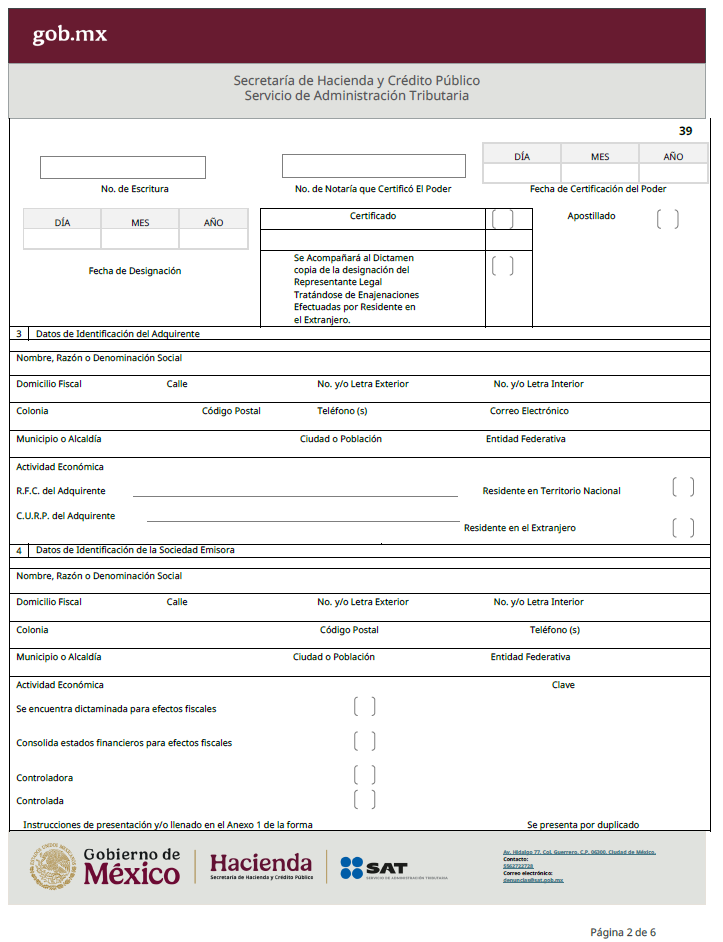 gob.mx
Secretaría de Hacienda y Crédito Público
Servicio de Administración Tributaria
39
DÍA MES AÑO
No. de Escritura No. de Notaría que Certificó El Poder Fecha de Certificación del Poder
DÍA MES AÑO
Certificado Apostillado
Fecha de Designación
Se Acompañará al Dictamen
copia de la designación del
Representante Legal
Tratándose de Enajenaciones
Efectuadas por Residente en
el Extranjero.
3 Datos de Identificación del Adquirente
Nombre, Razón o Denominación Social
Domicilio Fiscal Calle No. y/o Letra Exterior No. y/o Letra Interior
Colonia Código Postal Teléfono (s) Correo Electrónico
Municipio o Alcaldía Ciudad o Población Entidad Federativa
Actividad Económica
R.F.C. del Adquirente Residente en Territorio Nacional
C.U.R.P. del Adquirente
Residente en el Extranjero
4 Datos de Identificación de la Sociedad Emisora
Nombre, Razón o Denominación Social
Domicilio Fiscal Calle No. y/o Letra Exterior No. y/o Letra Interior
Colonia Código Postal Teléfono (s)
Municipio o Alcaldía Ciudad o Población Entidad Federativa
Actividad Económica Clave
Se encuentra dictaminada para efectos fiscales
Consolida estados financieros para efectos fiscales
Controladora
Controlada
Instrucciones de presentación y/o llenado en el Anexo 1 de la forma Se presenta por duplicado
Gobierno de
México
Hacienda
Secretaría de Hacienda y Crédito Público
SAT
SERVICIO DE ADMINISTRACIÓN TRIBUTARIA
Av. Hidalgo 77, Col. Guerrero, C.P. 06300, Ciudad de México.
Contacto:
5562722728
Correo electrónico:
denuncias@sat.gob.mx
Página 2 de 6